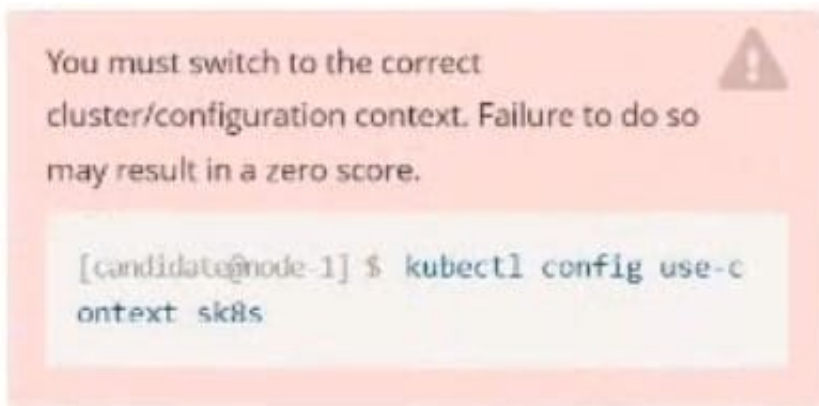 You must switch to the correct
cluster/configuration context. Failure to do so
may result in a zero score.
[candidate@node-1] $ kubectl config use-c
ontext sk8s